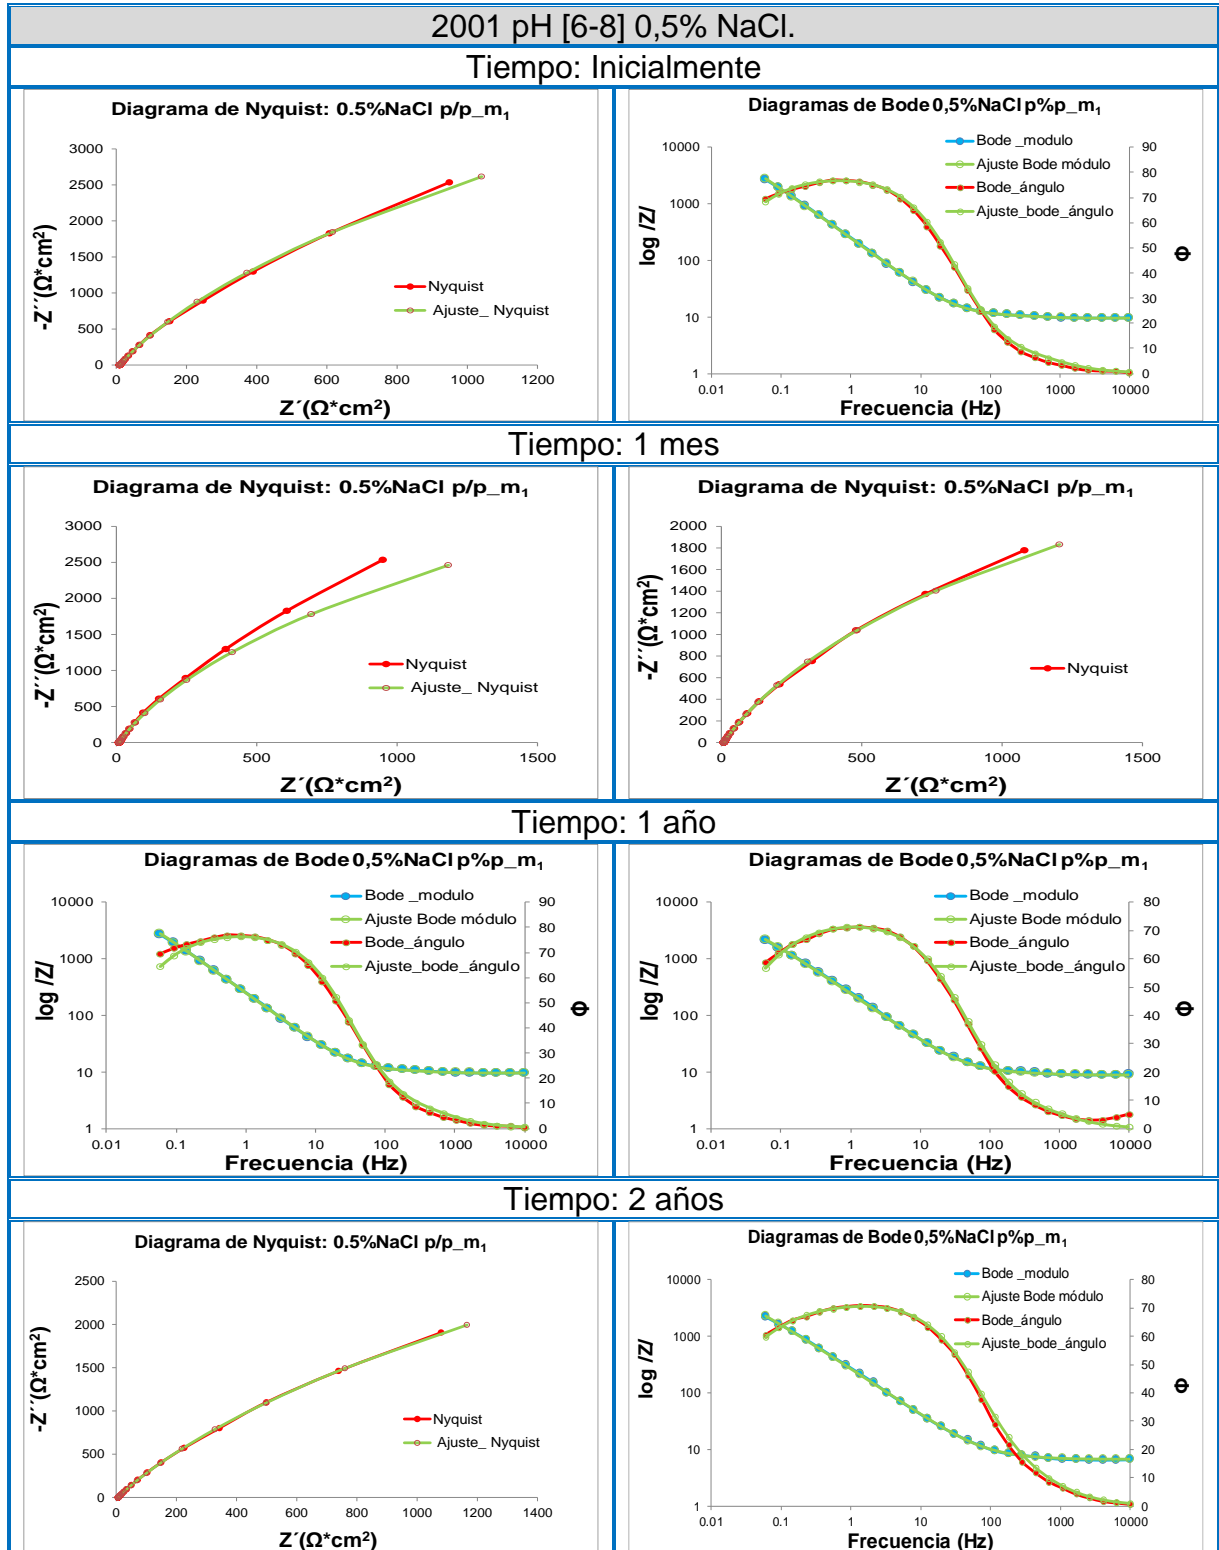 2001 pH [6-8] 0,5% NaCl.
Tiempo: Inicialmente
Diagrama de Nyquist: 0.5%NaCl p/p_m₁
3000
2500
2000
1500
1000
500
0
0 200 400 600 800 1000 1200
-Z´´(Ω*cm²)
Z´(Ω*cm²)
Nyquist
Ajuste_ Nyquist
Diagramas de Bode 0,5%NaCl p%p_m₁
Bode _modulo
Ajuste Bode módulo
Bode_ángulo
Ajuste_bode_ángulo
10000
1000
100
10
1
90
80
70
60
50
40
30
20
10
0
0.01 0.1 1 10 100 1000 10000
log /Z/
Φ
Frecuencia (Hz)
Tiempo: 1 mes
Diagrama de Nyquist: 0.5%NaCl p/p_m₁
3000
2500
2000
1500
1000
500
0
0 500 1000 1500
-Z´´(Ω*cm²)
Z´(Ω*cm²)
Nyquist
Ajuste_ Nyquist
Diagrama de Nyquist: 0.5%NaCl p/p_m₁
2000
1800
1600
1400
1200
1000
800
600
400
200
0
0 500 1000 1500
-Z´´(Ω*cm²)
Z´(Ω*cm²)
Nyquist
Tiempo: 1 año
Diagramas de Bode 0,5%NaCl p%p_m₁
Bode _modulo
Ajuste Bode módulo
Bode_ángulo
Ajuste_bode_ángulo
10000
1000
100
10
1
90
80
70
60
50
40
30
20
10
0
0.01 0.1 1 10 100 1000 10000
log /Z/
Φ
Frecuencia (Hz)
Diagramas de Bode 0,5%NaCl p%p_m₁
Bode _modulo
Ajuste Bode módulo
Bode_ángulo
Ajuste_bode_ángulo
10000
1000
100
10
1
80
70
60
50
40
30
20
10
0
0.01 0.1 1 10 100 1000 10000
log /Z/
Φ
Frecuencia (Hz)
Tiempo: 2 años
Diagrama de Nyquist: 0.5%NaCl p/p_m₁
2500
2000
1500
1000
500
0
0 200 400 600 800 1000 1200 1400
-Z´´(Ω*cm²)
Z´(Ω*cm²)
Nyquist
Ajuste_ Nyquist
Diagramas de Bode 0,5%NaCl p%p_m₁
Bode _modulo
Ajuste Bode módulo
Bode_ángulo
Ajuste_bode_ángulo
10000
1000
100
10
1
80
70
60
50
40
30
20
10
0
0.01 0.1 1 10 100 1000 10000
log /Z/
Φ
Frecuencia (Hz)